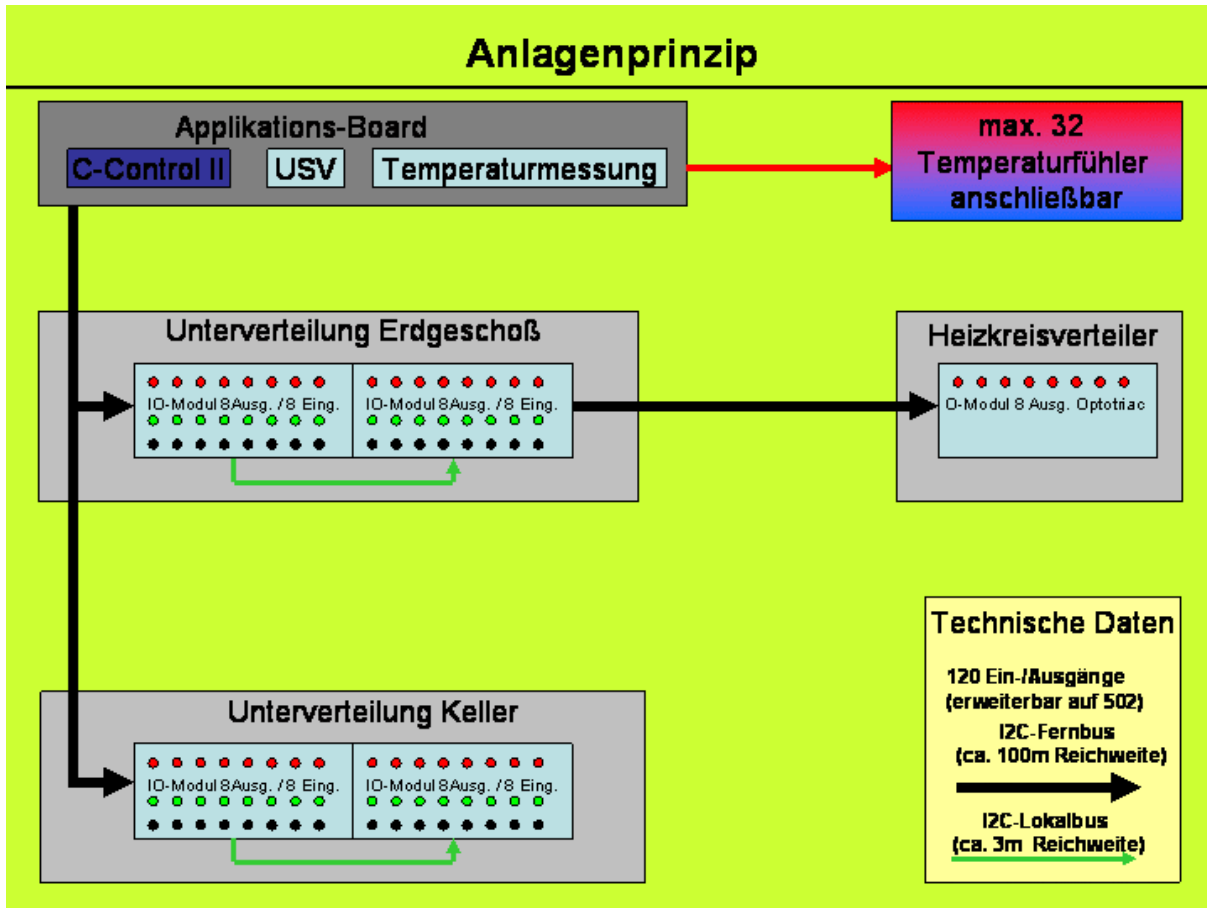 Anlagenprinzip
Applikations-Board
C-Control II
USV
Temperaturmessung
max. 32
Temperaturfühler
anschließbar
Unterverteilung Erdgeschoß
IO-Modul 8Ausg. /8 Eing.
IO-Modul 8Ausg. /8 Eing.
Heizkreisverteiler
O-Modul 8 Ausg. Optotriac
Unterverteilung Keller
IO-Modul 8Ausg. /8 Eing.
IO-Modul 8Ausg. /8 Eing.
Technische Daten
120 Ein-/Ausgänge
(erweiterbar auf 502)
I2C-Fernbus
(ca. 100m Reichweite)
I2C-Lokalbus
(ca. 3m Reichweite)